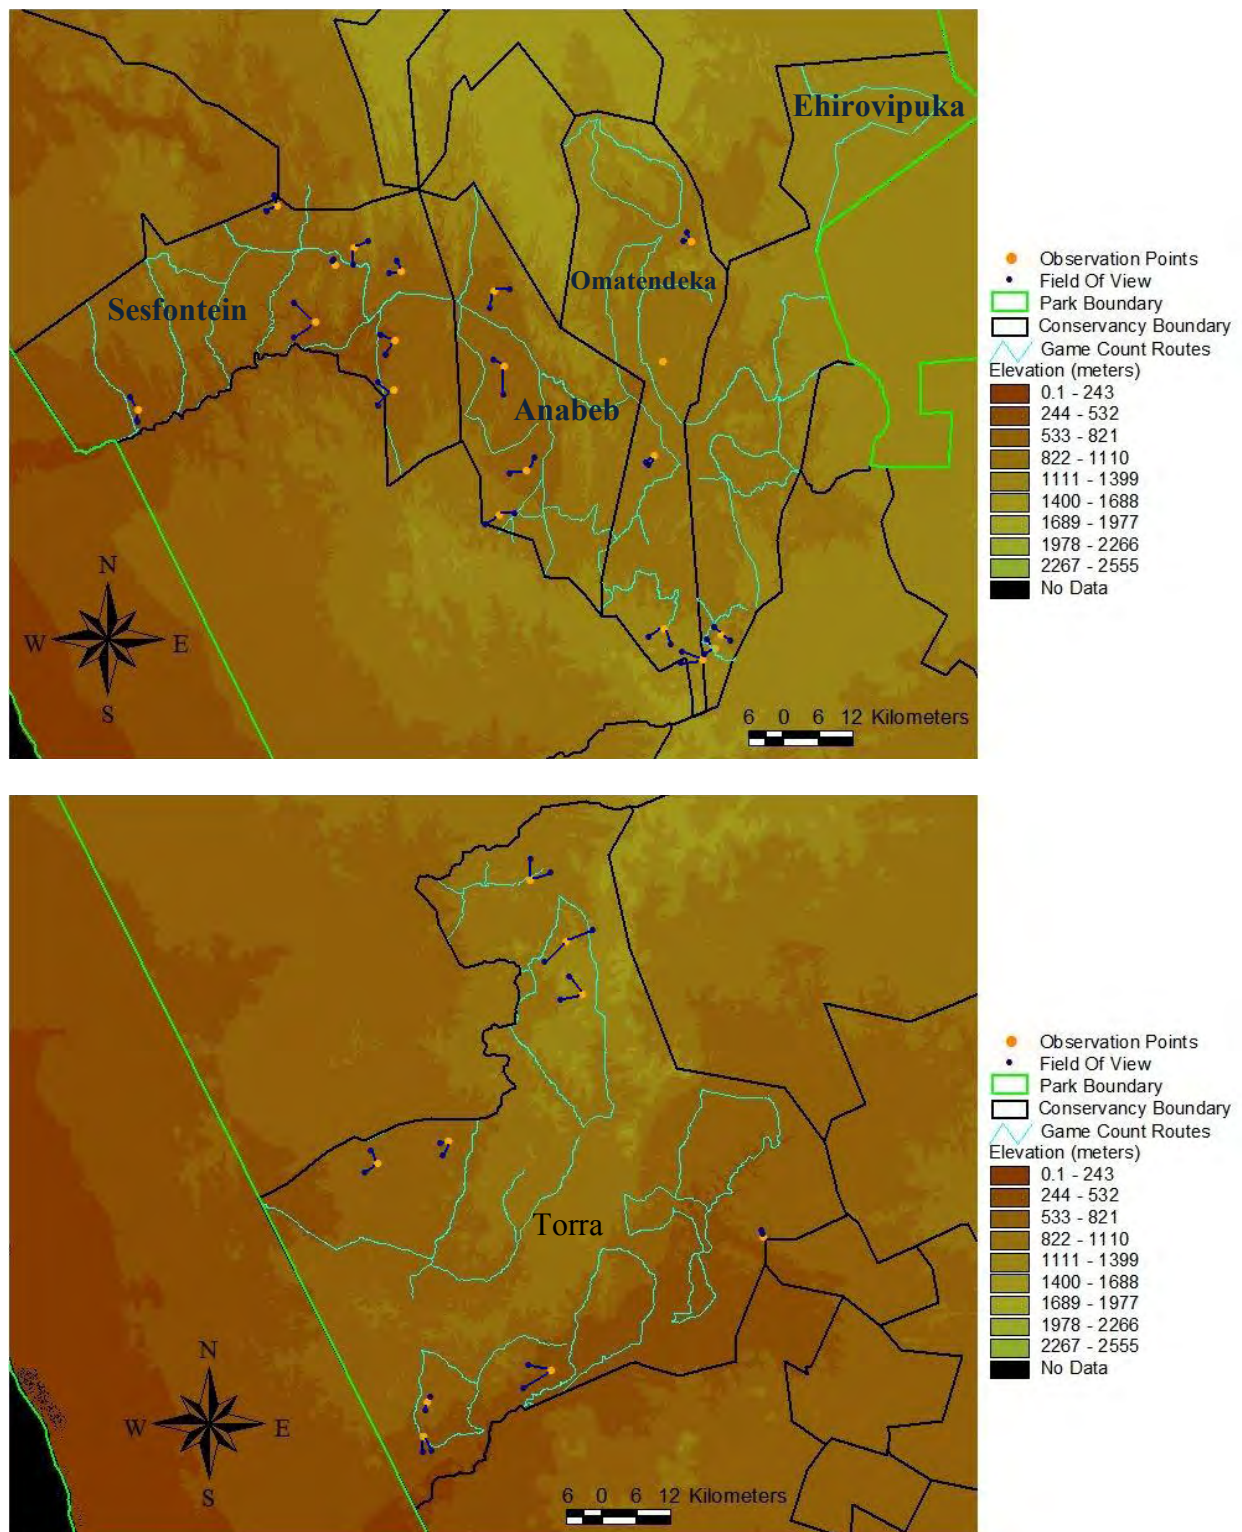 Ehirovipuka
Omatendeka
Sesfontein
Anabeb
N
W E
S
6 0 6 12 Kilometers
Observation Points
Field Of View
Park Boundary
Conservancy Boundary
Game Count Routes
Elevation (meters)
0.1 - 243
244 - 532
533 - 821
822 - 1110
1111 - 1399
1400 - 1688
1689 - 1977
1978 - 2266
2267 - 2555
No Data
Torra
N
W E
S
6 0 6 12 Kilometers
Observation Points
Field Of View
Park Boundary
Conservancy Boundary
Game Count Routes
Elevation (meters)
0.1 - 243
244 - 532
533 - 821
822 - 1110
1111 - 1399
1400 - 1688
1689 - 1977
1978 - 2266
2267 - 2555
No Data